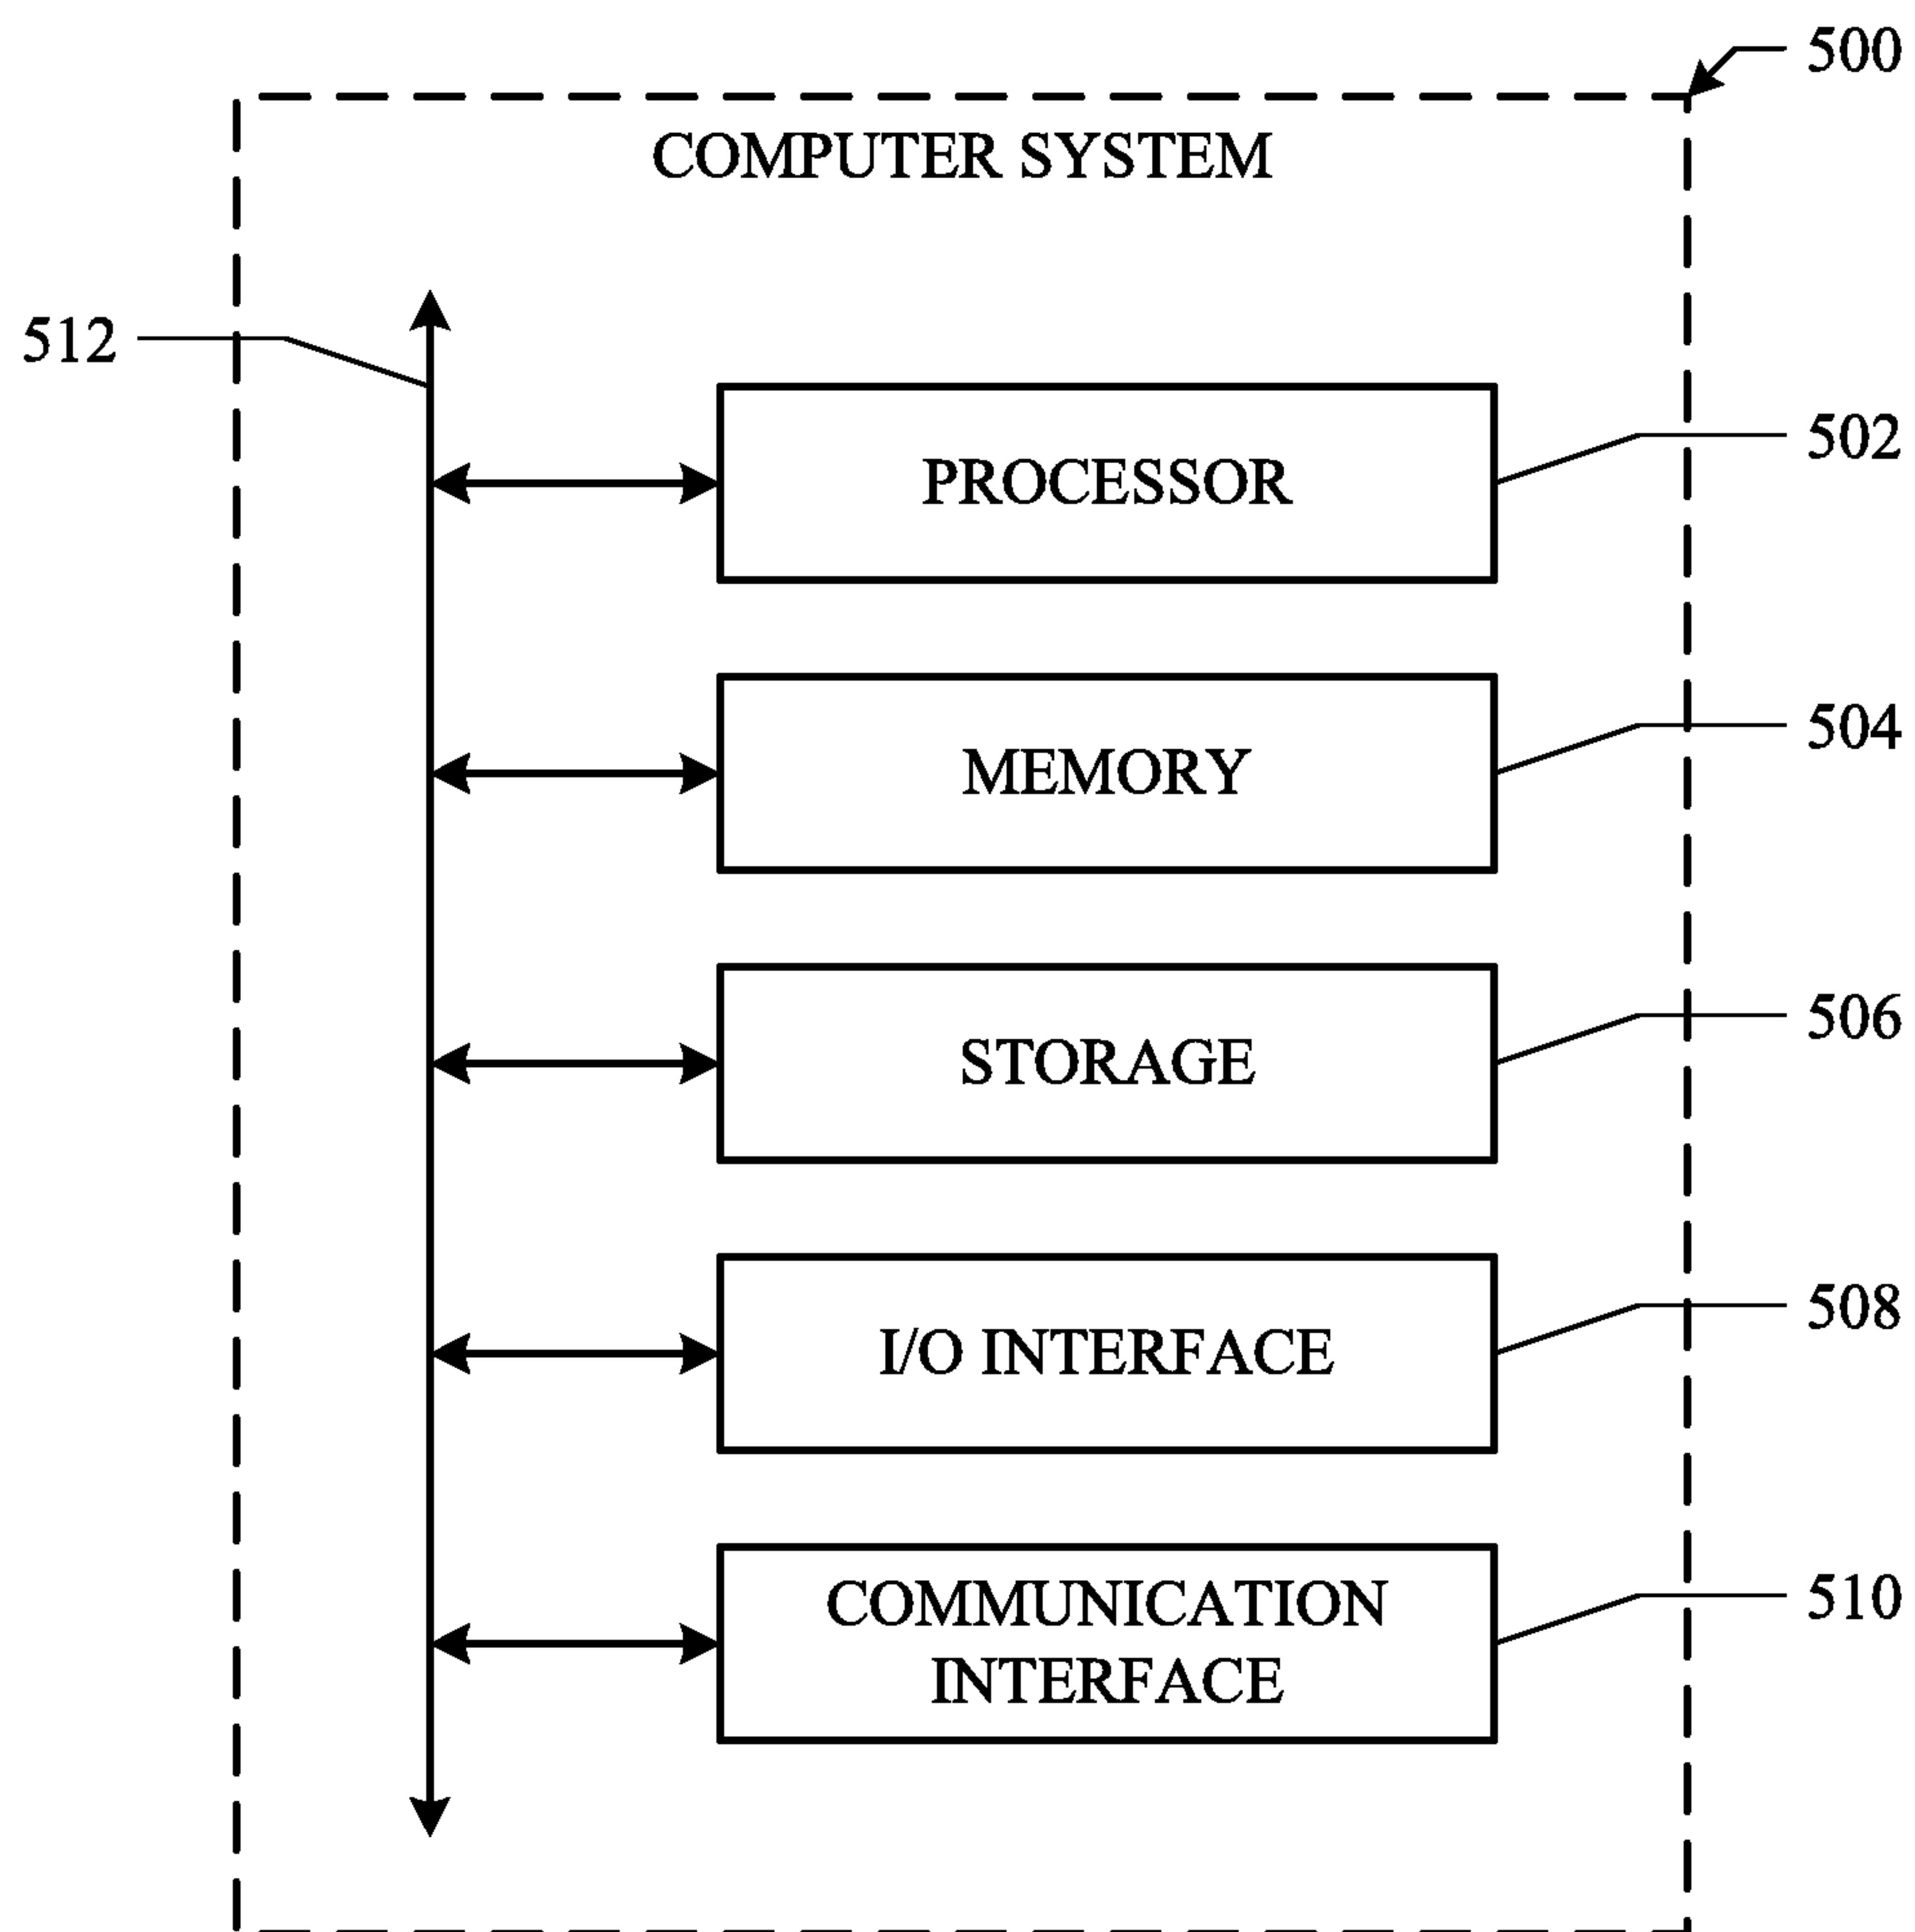 500
COMPUTER SYSTEM
512
502
PROCESSOR
504
MEMORY
506
STORAGE
508
I/O INTERFACE
510
COMMUNICATION
INTERFACE